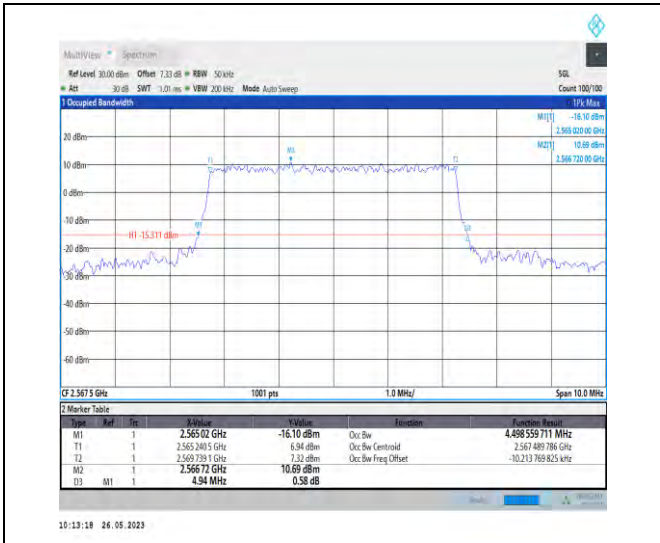 MultiView Spectrum
Ref Level 30.00 dBm Offset 7.33 dB RBW 50 kHz SGL
Att 30 dB SWT 1.01 ms VBW 200 kHz Mode Auto Sweep Count 100/100
1 Occupied Bandwidth 1Pk Max
M1[1] -16.10 dBm
2.565 020 00 GHz
M2[1] 10.69 dBm
2.566 720 00 GHz
20 dBm
M2
T1 T2
10 dBm
0 dBm
-10 dBm
M1
H1 -15.311 dBm
-20 dBm
-30 dBm
-40 dBm
-50 dBm
-60 dBm
CF 2.567 5 GHz 1001 pts 1.0 MHz/ Span 10.0 MHz
2 Marker Table
Type Ref Trc X-Value Y-Value Function Function Result
M1 1 2.565 02 GHz -16.10 dBm Occ Bw 4.498 559 711 MHz
T1 1 2.565 240 5 GHz 6.94 dBm Occ Bw Centroid 2.567 489 786 GHz
T2 1 2.569 739 1 GHz 7.32 dBm Occ Bw Freq Offset -10.213 769 825 kHz
M2 1 2.566 72 GHz 10.69 dBm
D3 M1 1 4.94 MHz 0.58 dB
10:13:18 26.05.2023